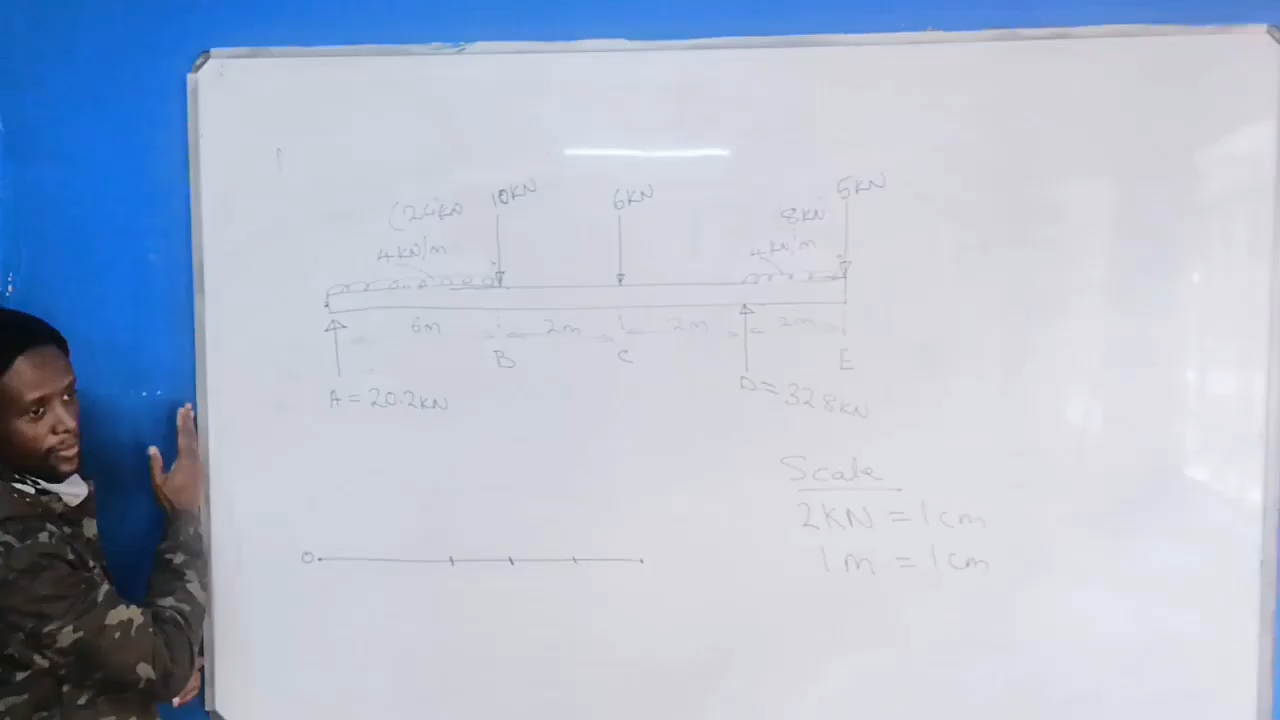 10KN 6KN 5KN
(24KN 8KN
4KN/m 4KN/m
6m 2m 2m 2m
B C E
A = 20.2KN D = 32.8KN
Scale
2KN = 1cm
O
1m = 1cm